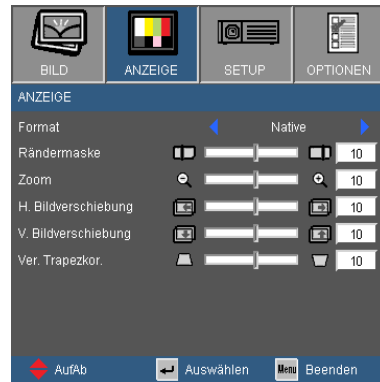 BILD ANZEIGE SETUP OPTIONEN
ANZEIGE
Format Native
Rändermaske 10
Zoom 10
H. Bildverschiebung 10
V. Bildverschiebung 10
Ver. Trapezkor. 10
AufAb Auswählen Menu Beenden